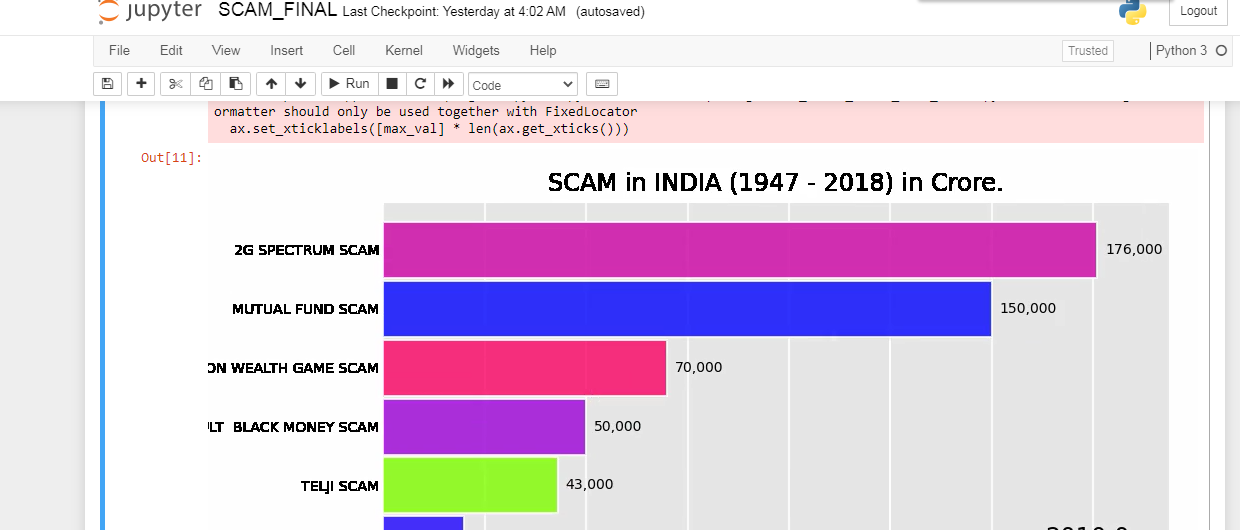 jupyter SCAM_FINAL Last Checkpoint: Yesterday at 4:02 AM (autosaved)
Logout
File Edit View Insert Cell Kernel Widgets Help
Trusted Python 3
Run Code
ormatter should only be used together with FixedLocator
ax.set_xticklabels([max_val] * len(ax.get_xticks()))
Out[11]:
SCAM in INDIA (1947 - 2018) in Crore.
2G SPECTRUM SCAM 176,000
MUTUAL FUND SCAM 150,000
ON WEALTH GAME SCAM 70,000
LT BLACK MONEY SCAM 50,000
TELJI SCAM 43,000